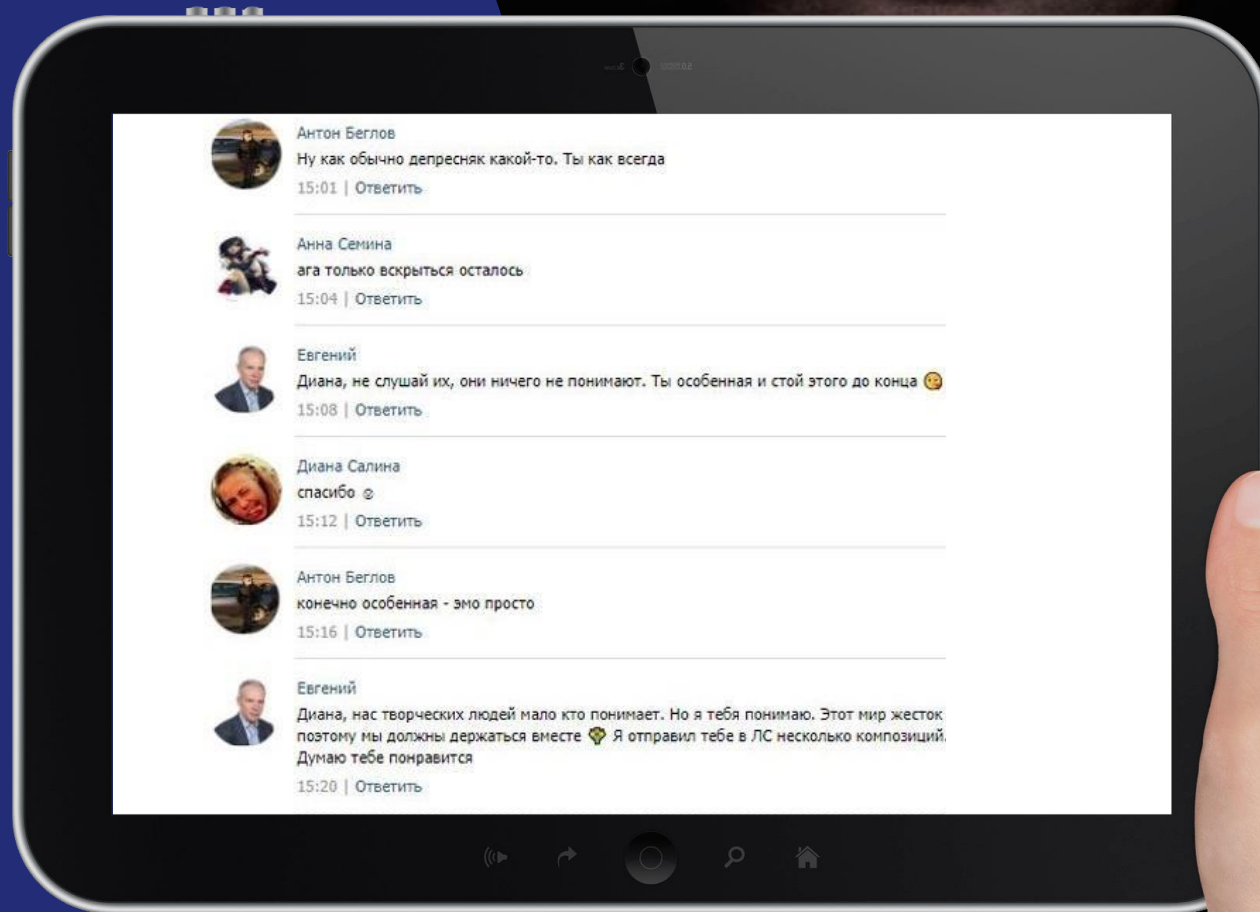 Антон Беглов
Ну как обычно депресняк какой-то. Ты как всегда
15:01 | Ответить
Анна Семина
ага только вскрыться осталось
15:04 | Ответить
Евгений
Диана, не слушай их, они ничего не понимают. Ты особенная и стой этого до конца 😘
15:08 | Ответить
Диана Салина
спасибо ☺
15:12 | Ответить
Антон Беглов
конечно особенная - эмо просто
15:16 | Ответить
Евгений
Диана, нас творческих людей мало кто понимает. Но я тебя понимаю. Этот мир жесток
поэтому мы должны держаться вместе 💐 Я отправил тебе в ЛС несколько композиций.
Думаю тебе понравится
15:20 | Ответить